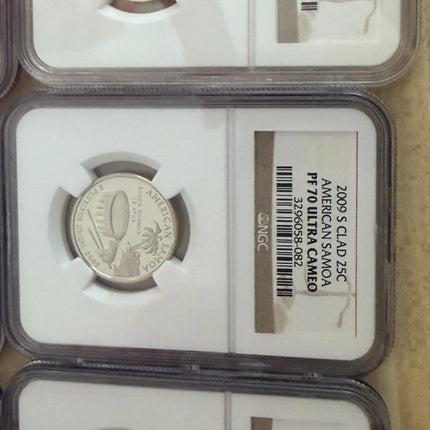 2009 S CLAD 25C
AMERICAN SAMOA
PF 70 ULTRA CAMEO
3296058-082
NGC
AMERICAN SAMOA